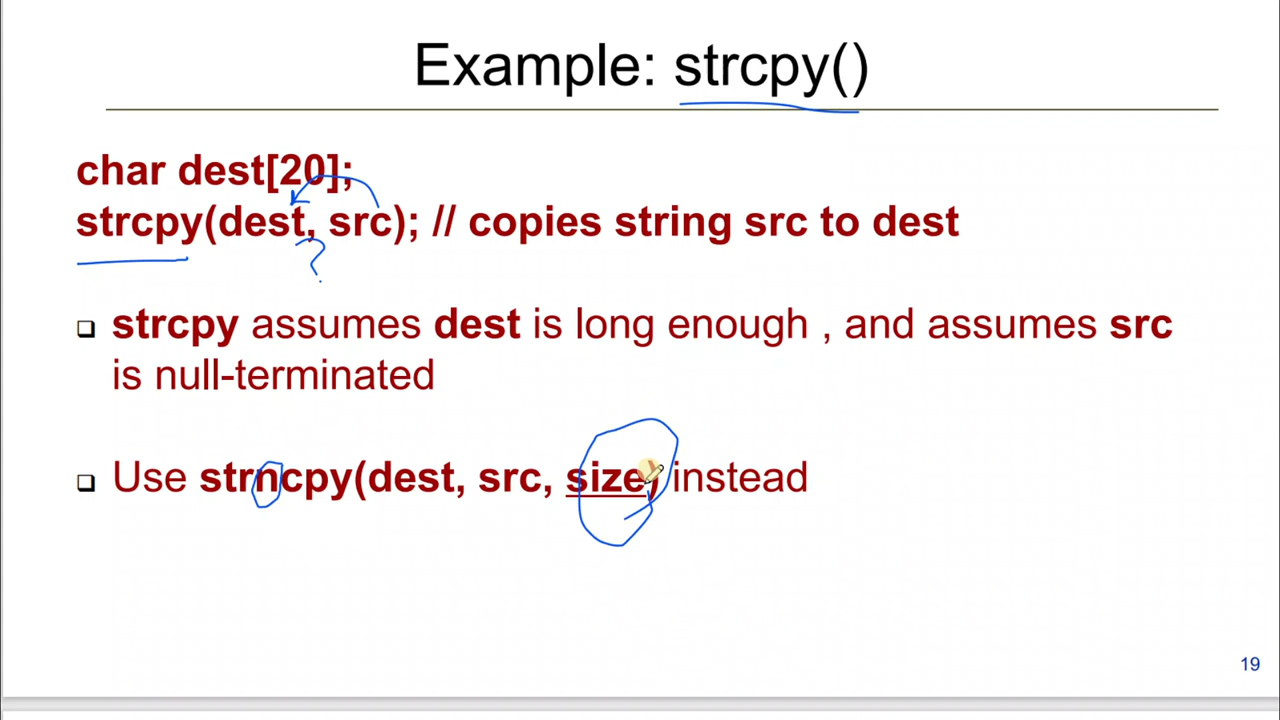 Example: strcpy()
char dest[20];
strcpy(dest, src); // copies string src to dest
?
❑ strcpy assumes dest is long enough , and assumes src
is null-terminated
❑ Use strncpy(dest, src, size) instead
19